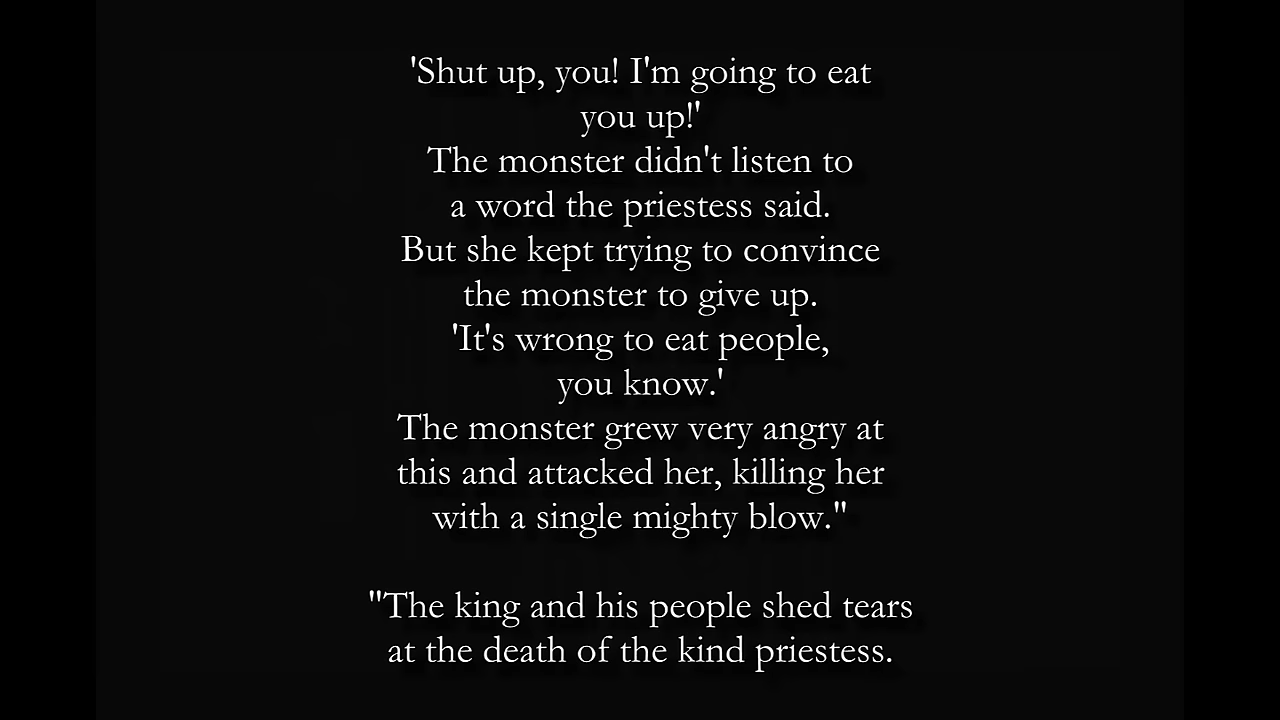 'Shut up, you! I'm going to eat
you up!'
The monster didn't listen to
a word the priestess said.
But she kept trying to convince
the monster to give up.
'It's wrong to eat people,
you know.'
The monster grew very angry at
this and attacked her, killing her
with a single mighty blow."
"The king and his people shed tears
at the death of the kind priestess.